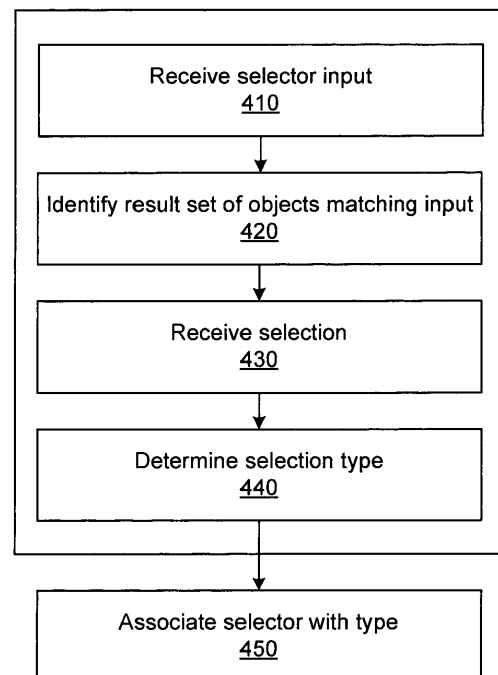 Receive selector input
410
Identify result set of objects matching input
420
Receive selection
430
Determine selection type
440
Associate selector with type
450